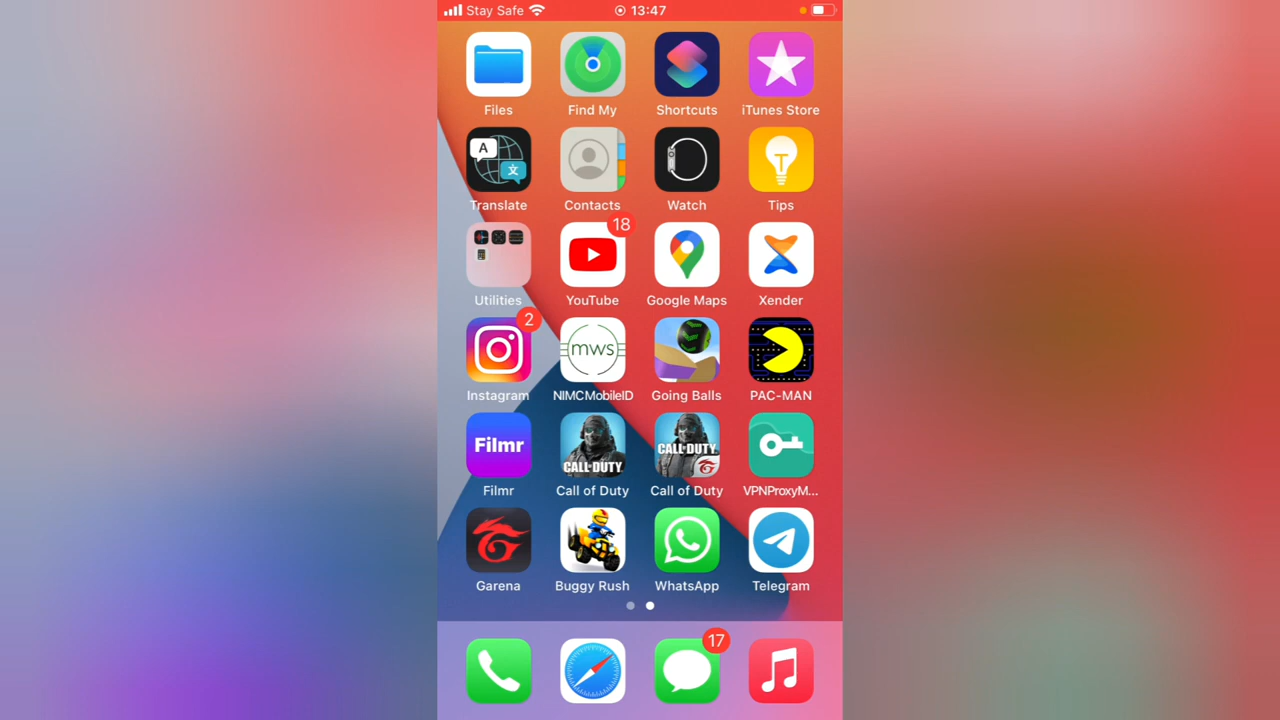 Stay Safe 13:47
Files Find My Shortcuts iTunes Store
A 文 T
Translate Contacts Watch Tips
18
Utilities YouTube Google Maps Xender
2
mws
Instagram NIMCMobileID Going Balls PAC-MAN
Filmr CALL DUTY CALL DUTY
Filmr Call of Duty Call of Duty VPNProxyM...
Garena Buggy Rush WhatsApp Telegram
17